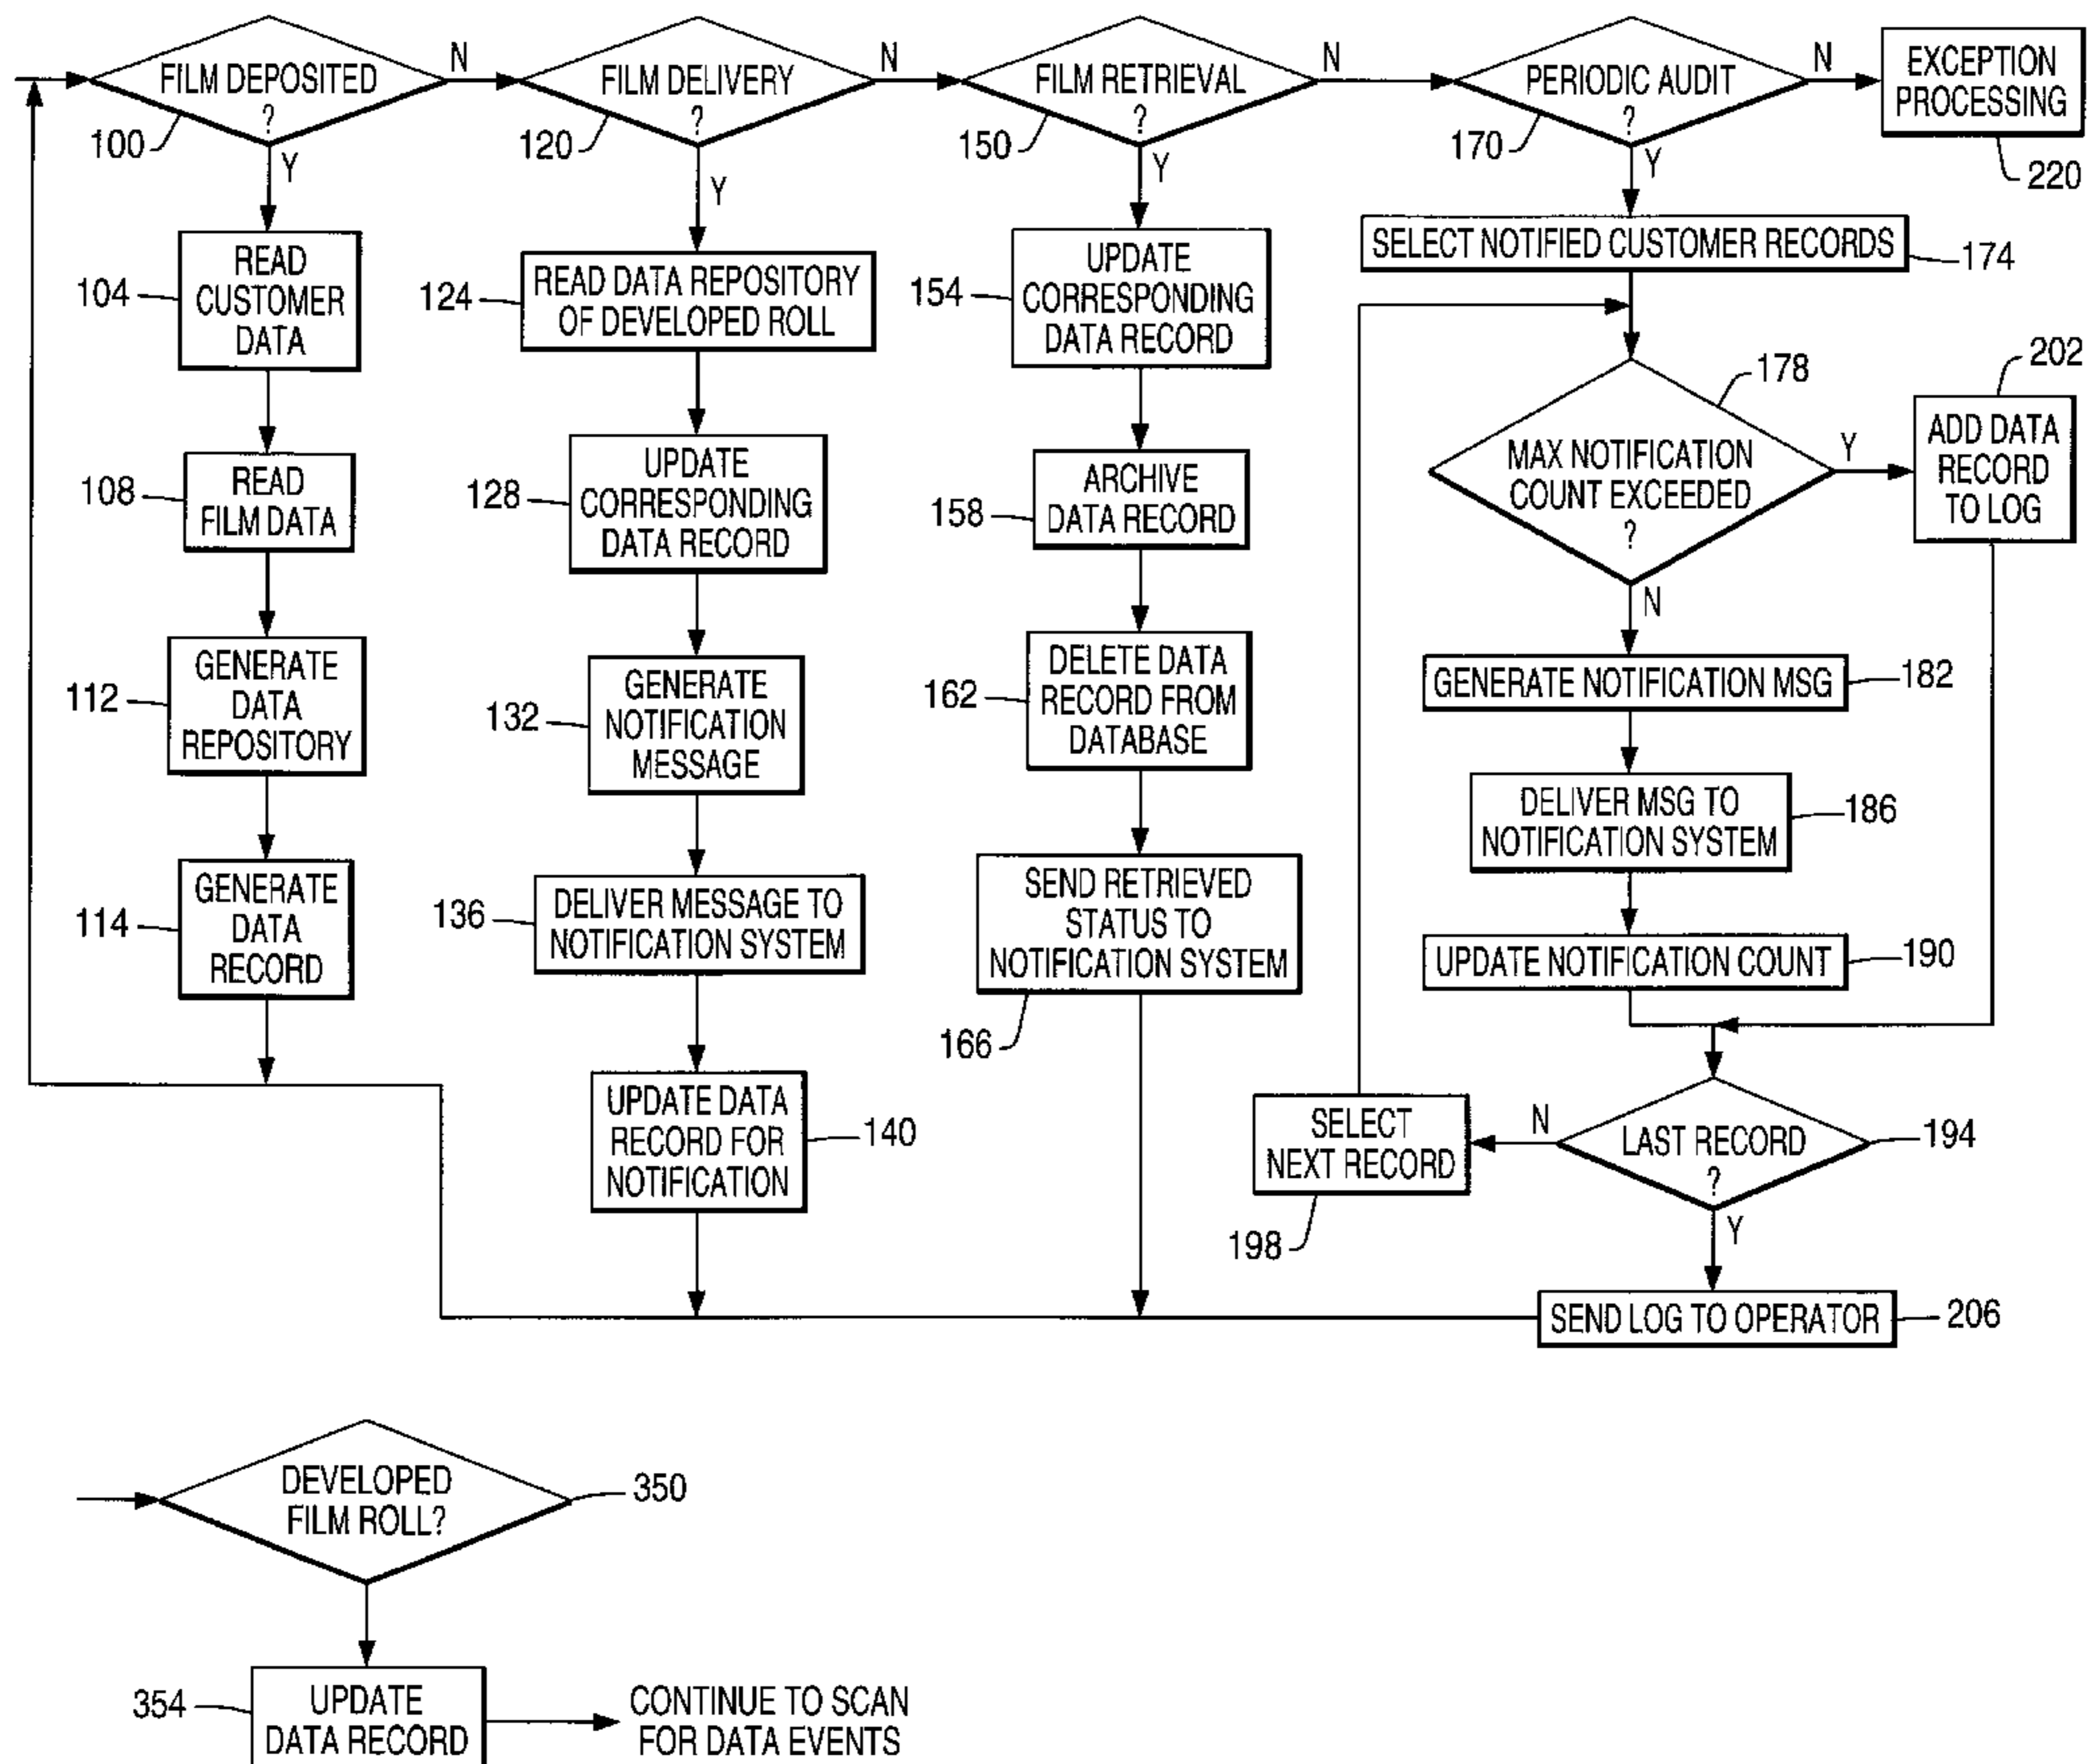 FILM DEPOSITED
?
100
N
Y
READ
CUSTOMER
DATA
104
READ
FILM DATA
108
GENERATE
DATA
REPOSITORY
112
GENERATE
DATA
RECORD
114
FILM DELIVERY
?
120
N
Y
READ DATA REPOSITORY
OF DEVELOPED ROLL
124
UPDATE
CORRESPONDING
DATA RECORD
128
GENERATE
NOTIFICATION
MESSAGE
132
DELIVER MESSAGE TO
NOTIFICATION SYSTEM
136
UPDATE DATA
RECORD FOR
NOTIFICATION
140
FILM RETRIEVAL
?
150
N
Y
UPDATE
CORRESPONDING
DATA RECORD
154
ARCHIVE
DATA RECORD
158
DELETE DATA
RECORD FROM
DATABASE
162
SEND RETRIEVED
STATUS TO
NOTIFICATION SYSTEM
166
PERIODIC AUDIT
?
170
N
Y
EXCEPTION
PROCESSING
220
SELECT NOTIFIED CUSTOMER RECORDS
174
MAX NOTIFICATION
COUNT EXCEEDED
?
178
Y
N
ADD DATA
RECORD
TO LOG
202
GENERATE NOTIFICATION MSG
182
DELIVER MSG TO
NOTIFICATION SYSTEM
186
UPDATE NOTIFICATION COUNT
190
LAST RECORD
?
194
N
Y
SELECT
NEXT RECORD
198
SEND LOG TO OPERATOR
206
DEVELOPED
FILM ROLL?
350
UPDATE
DATA RECORD
354
CONTINUE TO SCAN
FOR DATA EVENTS